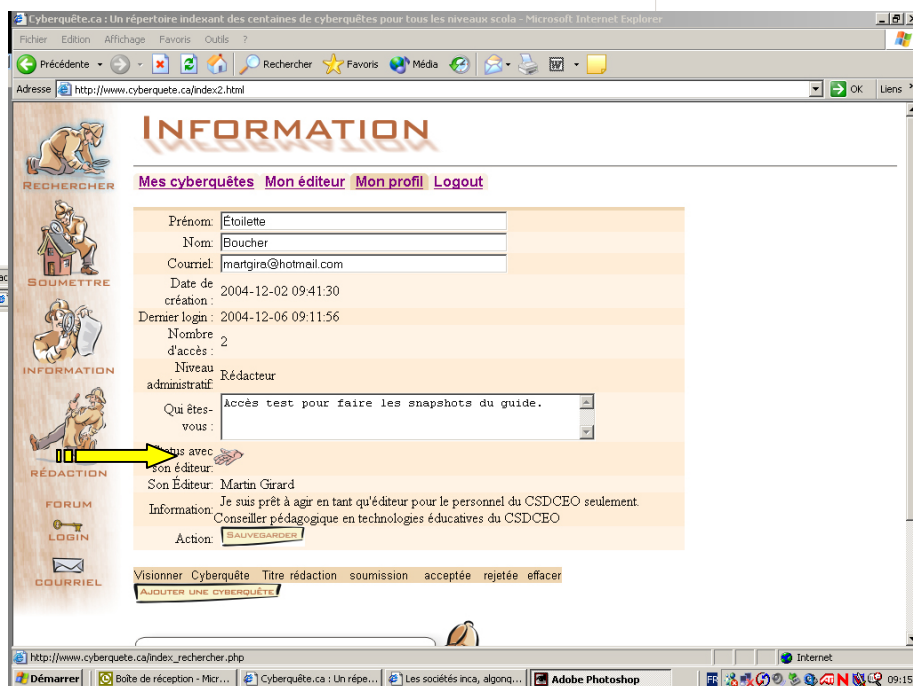 Cyberquête.ca : Un répertoire indexant des centaines de cyberquêtes pour tous les niveaux scola - Microsoft Internet Explorer
Fichier Edition Affichage Favoris Outils ?
Précédente Rechercher Favoris Média
Adresse http://www.cyberquete.ca/index2.html OK Liens
INFORMATION
Mes cyberquêtes Mon éditeur Mon profil Logout
RECHERCHER
SOUMETTRE
INFORMATION
RÉDACTION
FORUM
LOGIN
COURRIEL
Prénom: Étoilette
Nom: Boucher
Courriel: martgira@hotmail.com
Date de création : 2004-12-02 09:41:30
Dernier login : 2004-12-06 09:11:56
Nombre d'accès : 2
Niveau administratif: Rédacteur
Qui êtes-vous : Accès test pour faire les snapshots du guide.
Status avec son éditeur:
Son Éditeur: Martin Girard
Information: Je suis prêt à agir en tant qu'éditeur pour le personnel du CSDCEO seulement.
Conseiller pédagogique en technologies éducatives du CSDCEO
Action: SAUVEGARDER
Visionner Cyberquête Titre rédaction soumission acceptée rejetée effacer
AJOUTER UNE CYBERQUÊTE
http://www.cyberquete.ca/index_rechercher.php Internet
Démarrer Boîte de réception - Micr... Cyberquête.ca : Un répe... Les sociétés inca, algonq... Adobe Photoshop FR 09:15